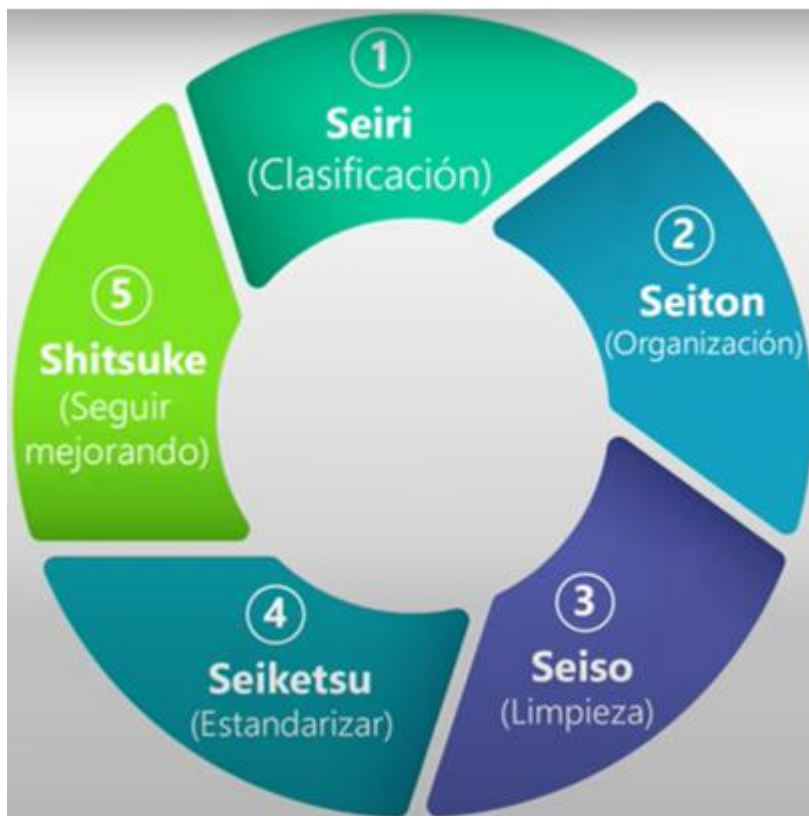 1
Seiri
(Clasificación)
2
Seiton
(Organización)
3
Seiso
(Limpieza)
4
Seiketsu
(Estandarizar)
5
Shitsuke
(Seguir
mejorando)